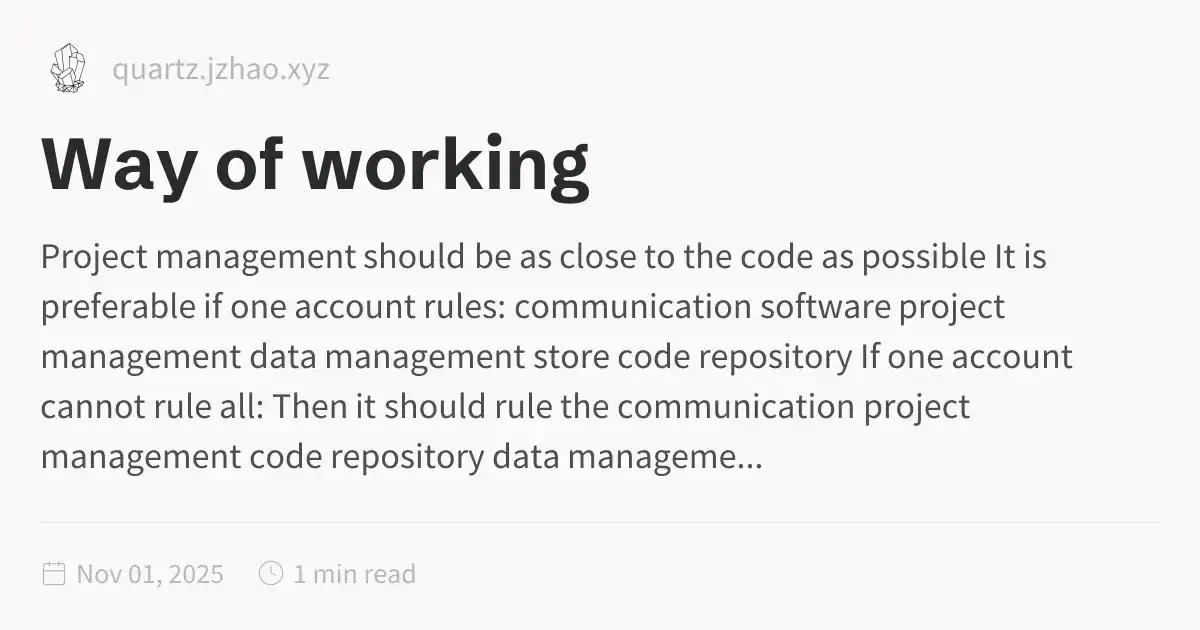 quartz.jzhao.xyz
Way of working
Project management should be as close to the code as possible It is
preferable if one account rules: communication software project
management data management store code repository If one account
cannot rule all: Then it should rule the communication project
management code repository data manageme...
Nov 01, 2025 1 min read